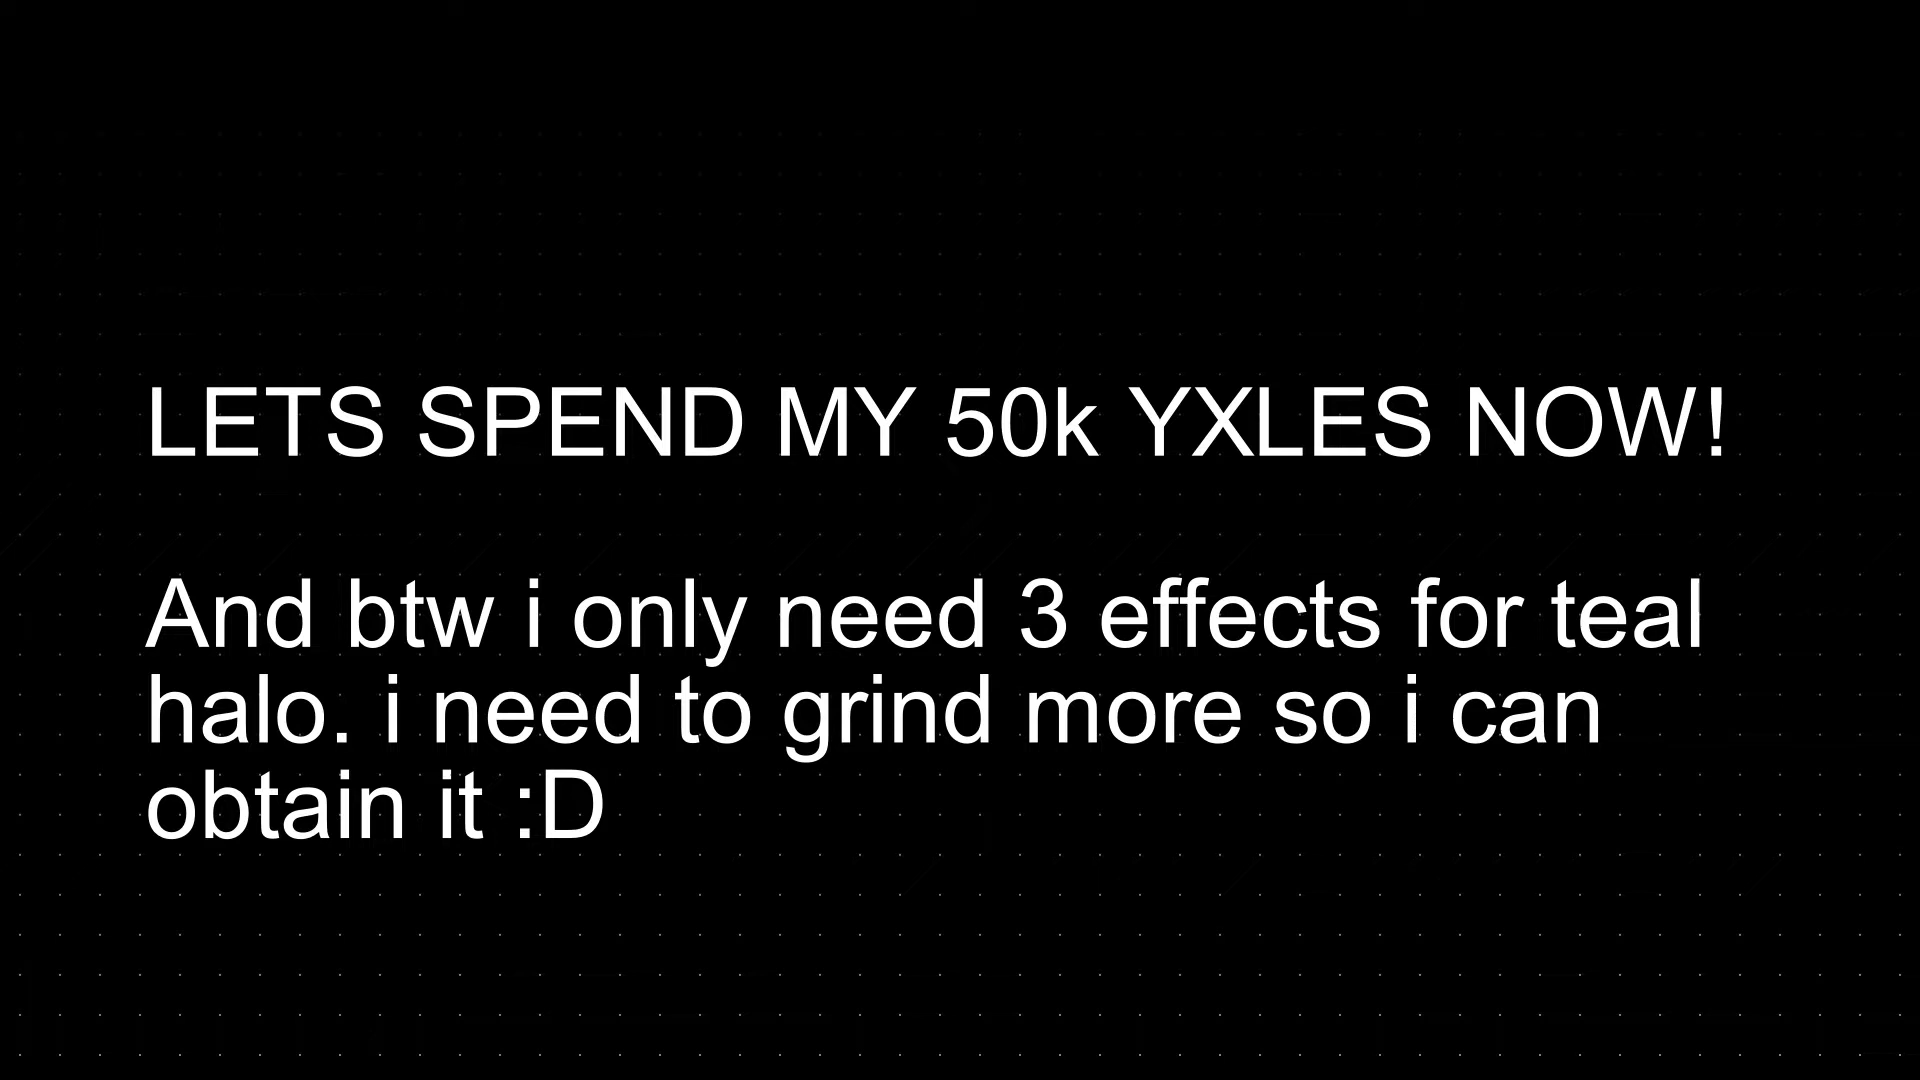 LETS SPEND MY 50k YXLES NOW!
And btw i only need 3 effects for teal
halo. i need to grind more so i can
obtain it :D